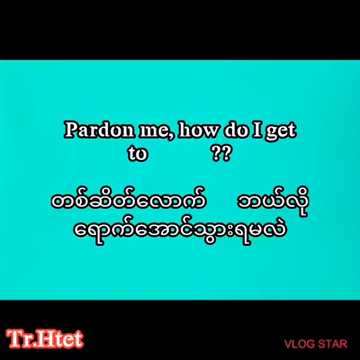 Pardon me, how do I get
to ??
တစ်ဆိတ်လောက် ဘယ်လို
ရောက်အောင်သွားရမလဲ
Tr.Htet
VLOG STAR